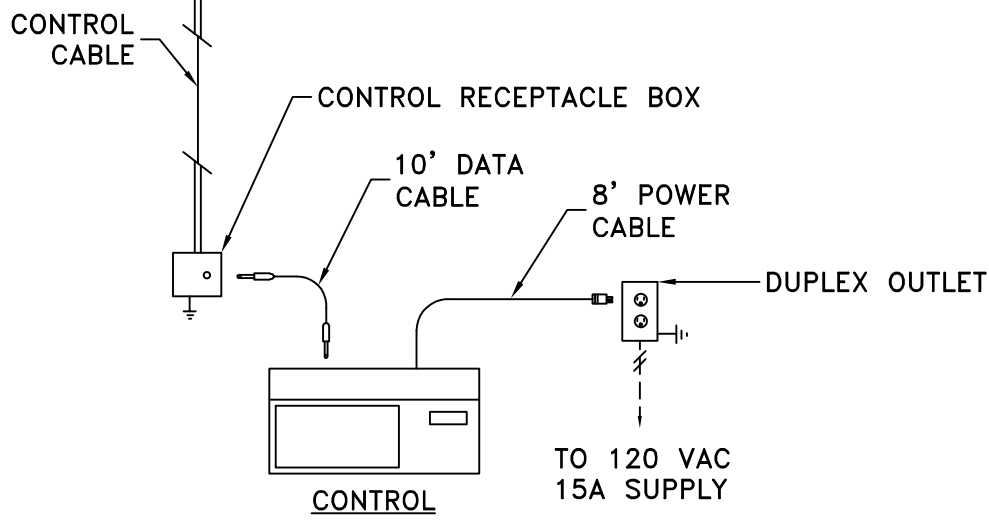 CONTROL
CABLE
CONTROL RECEPTACLE BOX
10' DATA
CABLE
8' POWER
CABLE
DUPLEX OUTLET
TO 120 VAC
15A SUPPLY
CONTROL